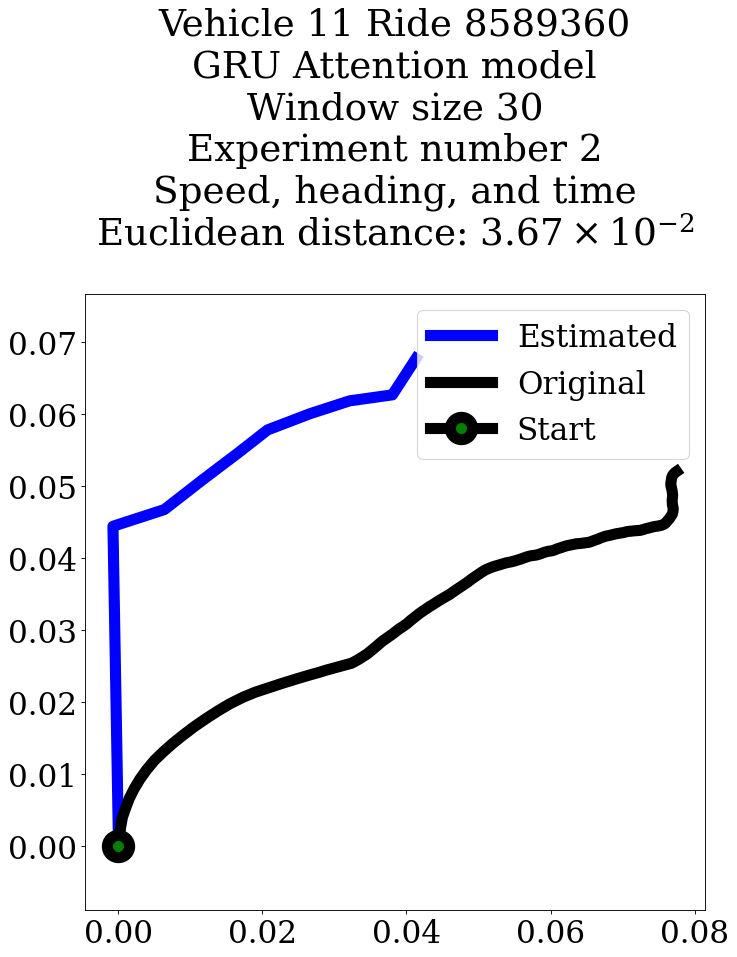 Vehicle 11 Ride 8589360
GRU Attention model
Window size 30
Experiment number 2
Speed, heading, and time
Euclidean distance: 3.67 × 10⁻²
Estimated
Original
Start
0.07
0.06
0.05
0.04
0.03
0.02
0.01
0.00
0.00 0.02 0.04 0.06 0.08